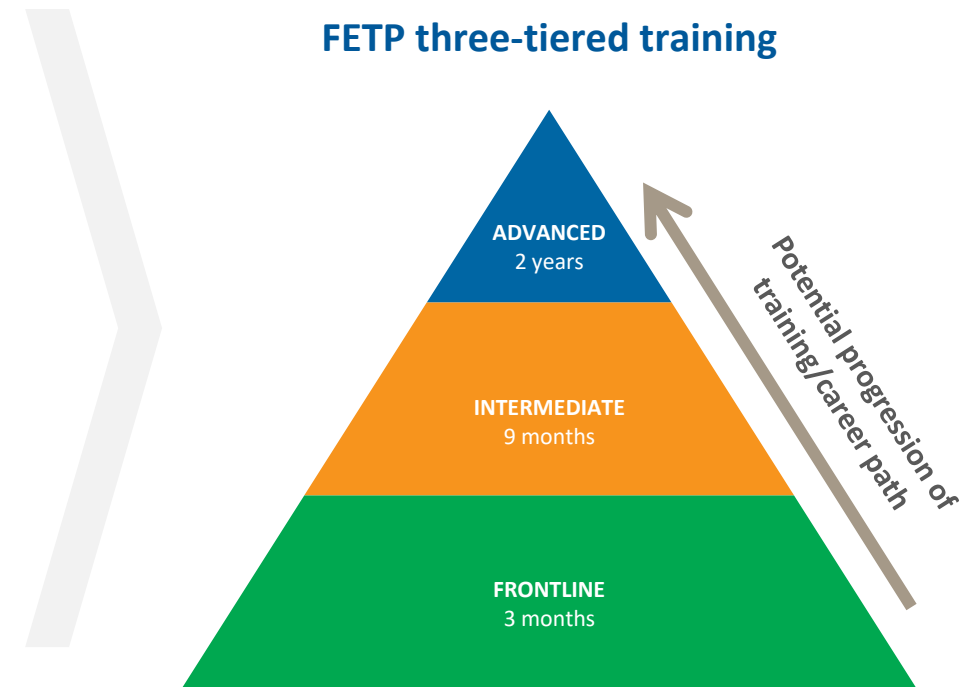 FETP three-tiered training
ADVANCED
2 years
INTERMEDIATE
9 months
FRONTLINE
3 months
Potential progression of
training/career path